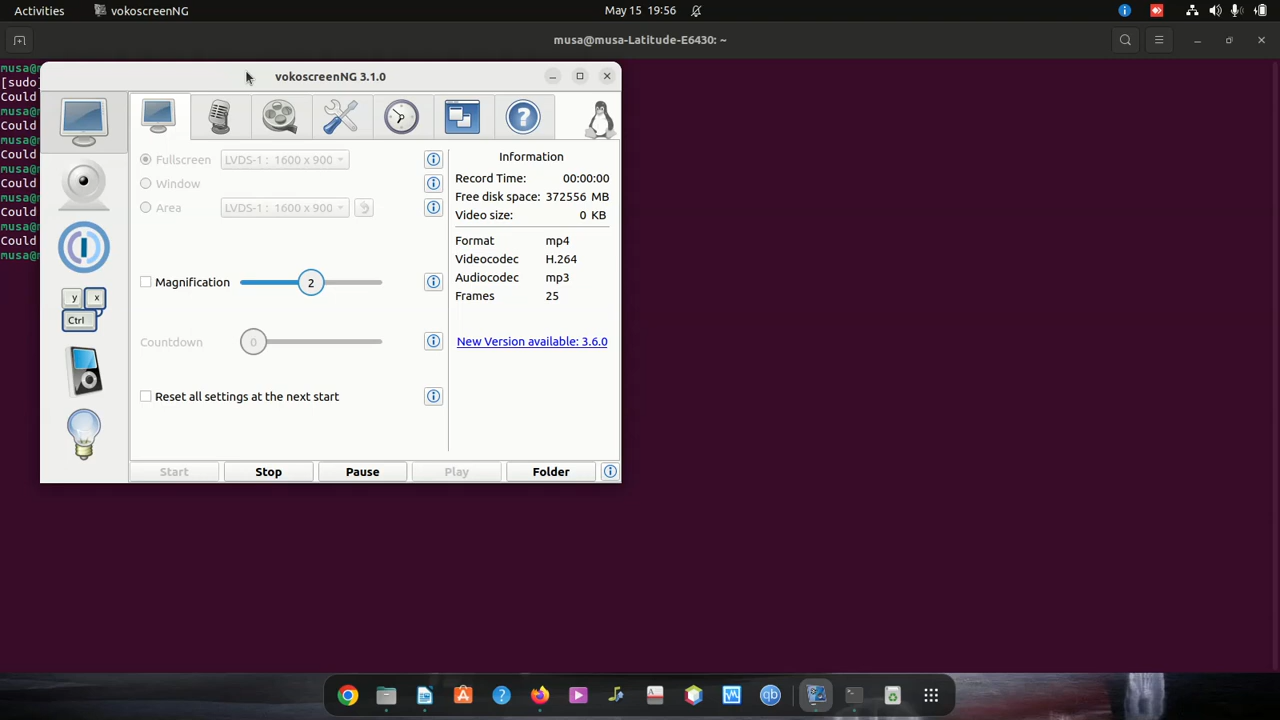 Activities vokoscreenNG May 15 19:56
musa@musa-Latitude-E6430: ~
musa@m
[sudo]
Could
musa@m
Could
musa@m
Could
musa@m
Could
musa@m
Could
musa@m
Could
musa@m
vokoscreenNG 3.1.0
Fullscreen LVDS-1 : 1600 x 900
Window
Area LVDS-1 : 1600 x 900
Magnification 2
Countdown 0
Reset all settings at the next start
Information
Record Time: 00:00:00
Free disk space: 372556 MB
Video size: 0 KB
Format mp4
Videocodec H.264
Audiocodec mp3
Frames 25
New Version available: 3.6.0
y x
Ctrl
Start Stop Pause Play Folder
qb